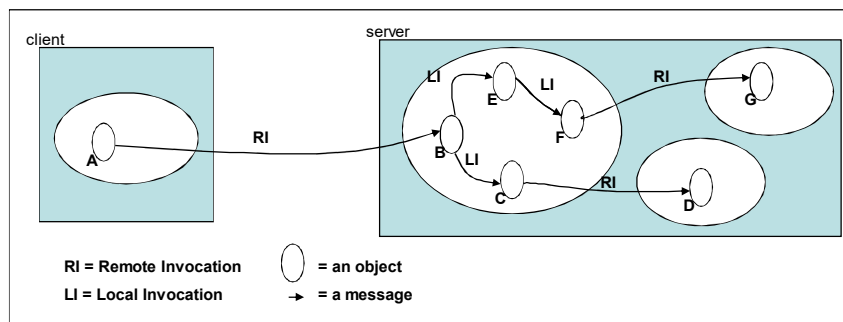 client
server
A
RI
B
LI
E
LI
F
LI
C
RI
G
RI
D
RI = Remote Invocation
= an object
LI = Local Invocation
= a message